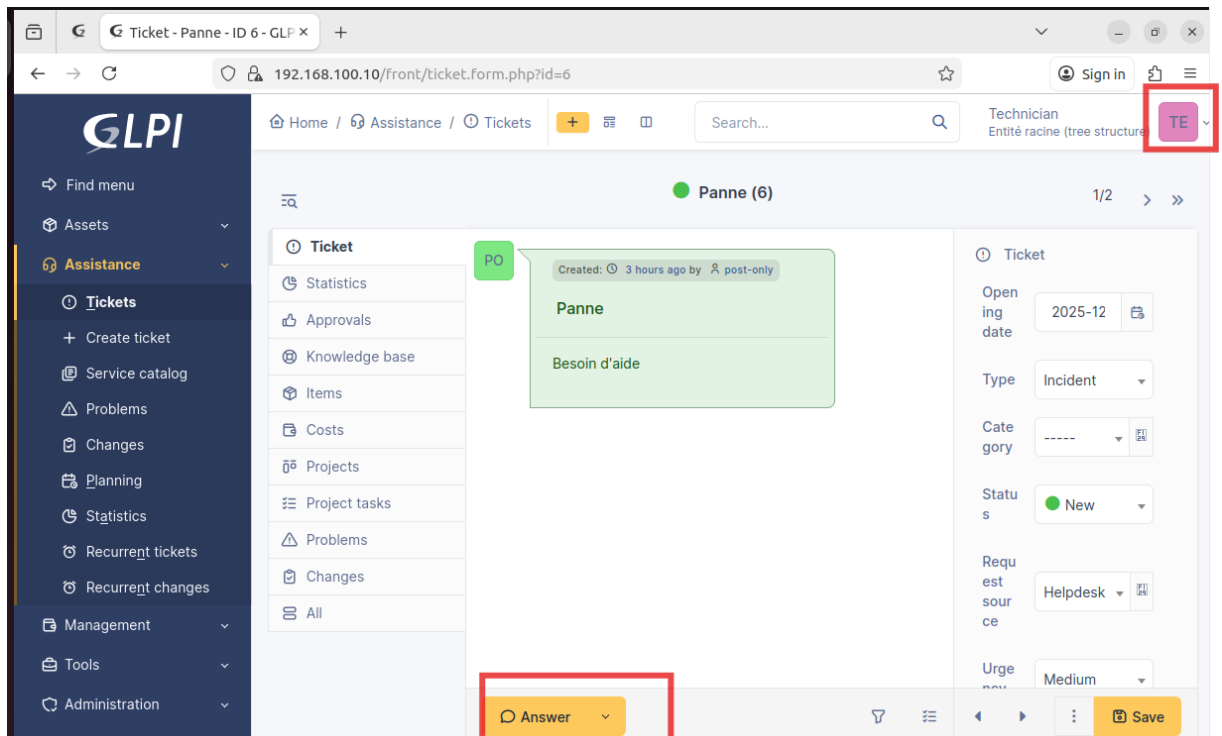 Ticket - Panne - ID 6 - GLP
192.168.100.10/front/ticket.form.php?id=6
Sign in
GLPI
Home / Assistance / Tickets
Search...
Technician
Entité racine (tree structure)
TE
Find menu
Assets
Assistance
Tickets
Create ticket
Service catalog
Problems
Changes
Planning
Statistics
Recurrent tickets
Recurrent changes
Management
Tools
Administration
Panne (6)
1/2
Ticket
Statistics
Approvals
Knowledge base
Items
Costs
Projects
Project tasks
Problems
Changes
All
PO
Created: 3 hours ago by post-only
Panne
Besoin d'aide
Ticket
Open
ing
date
2025-12
Type
Incident
Cate
gory
-----
Statu
s
New
Requ
est
sour
ce
Helpdesk
Urge
Medium
Answer
Save